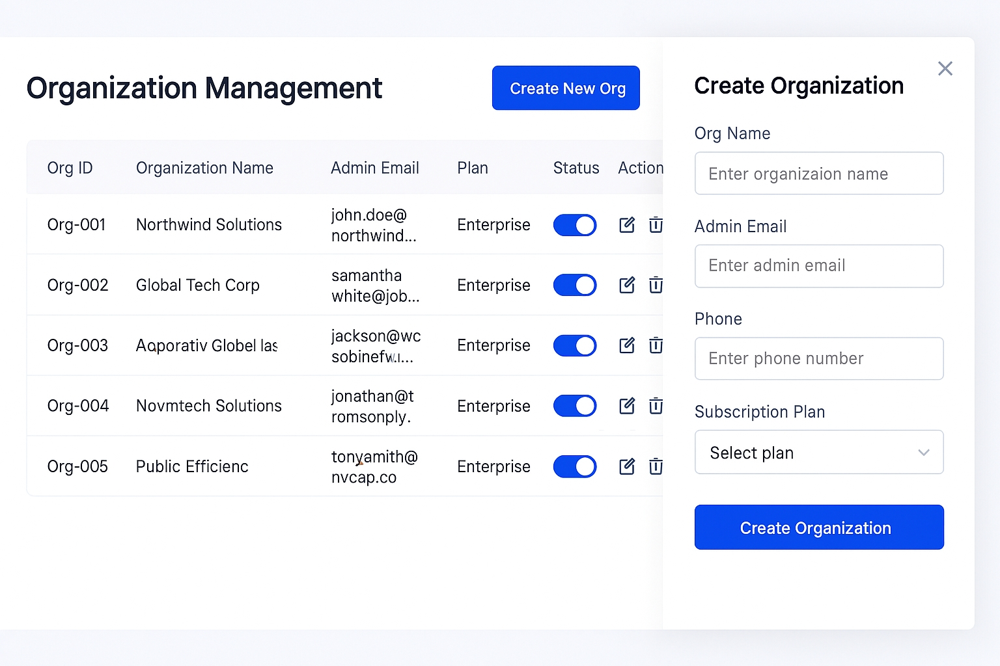 Organization Management
Create New Org
Org ID Organization Name Admin Email Plan Status Action
Org-001 Northwind Solutions john.doe@ Enterprise
northwind...
Org-002 Global Tech Corp samantha Enterprise
white@job...
Org-003 Aoporativ Globel las jackson@wc Enterprise
Org-004 Novmtech Solutions jonathan@t Enterprise
romsonply.
Org-005 Public Efficienc tonyamith@ Enterprise
nvcap.co
Create Organization
Org Name
Enter organizaion name
Admin Email
Enter admin email
Phone
Enter phone number
Subscription Plan
Select plan
Create Organization